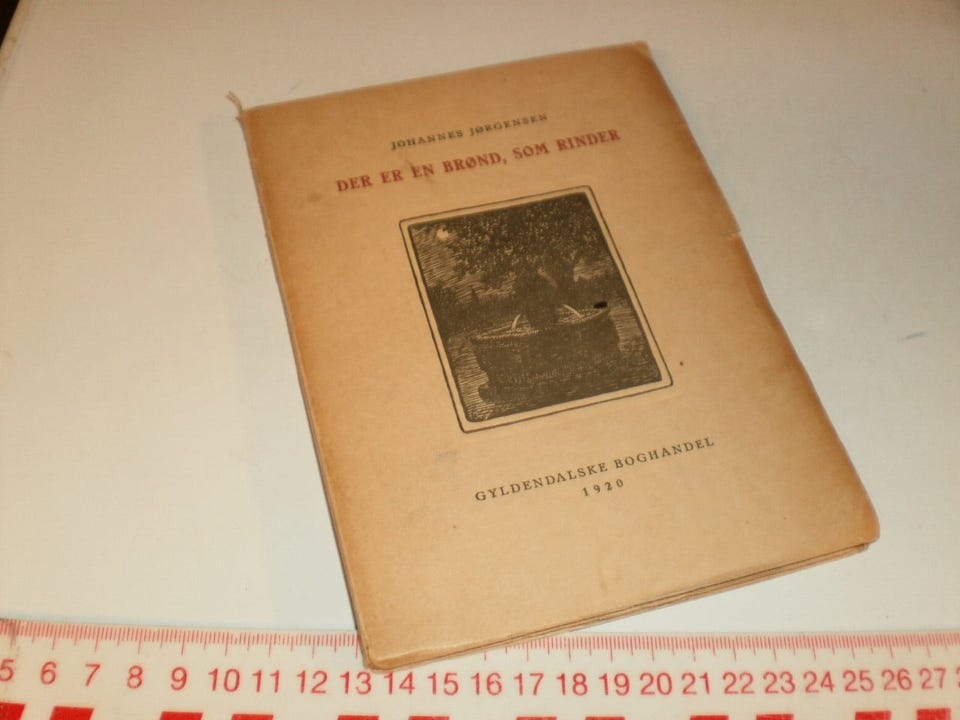 JOHANNES JØRGENSEN
DER ER EN BRØND, SOM RINDER
GYLDENDALSKE BOGHANDEL
1920
5 6 7 8 9 10 11 12 13 14 15 16 17 18 19 20 21 22 23 24 25 26 27